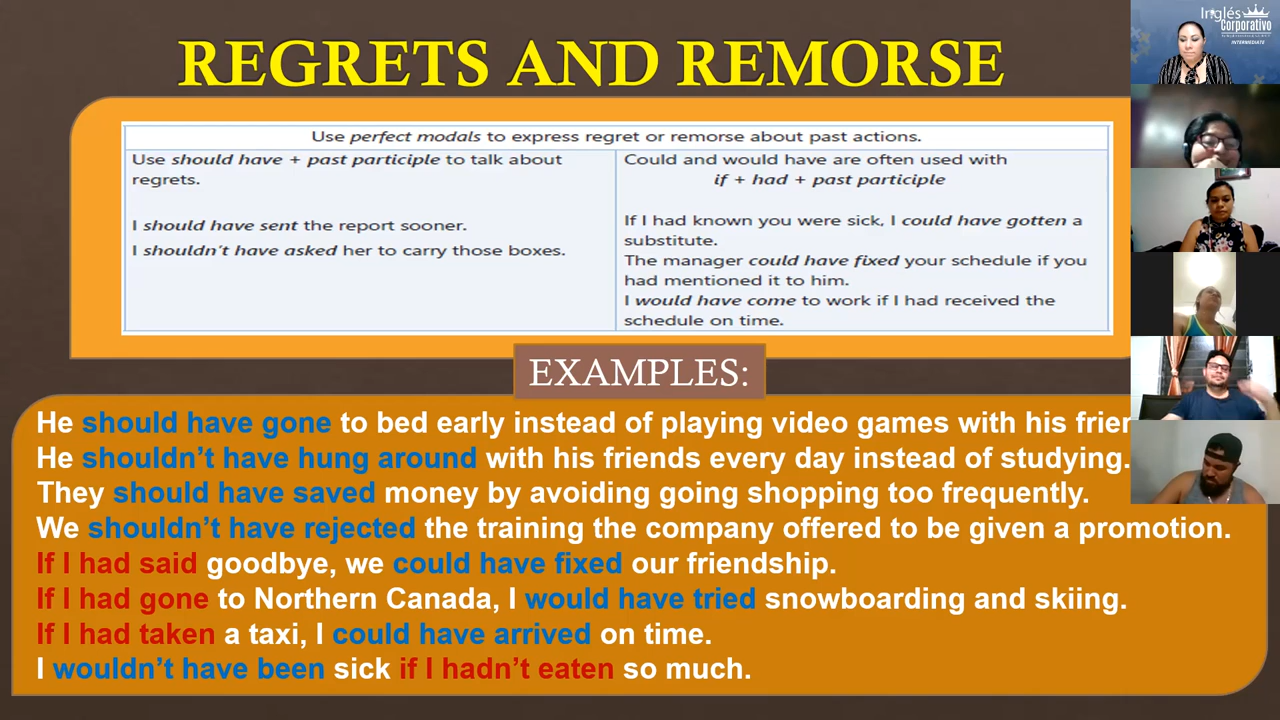 REGRETS AND REMORSE
Inglés
Corporativo
INTERMEDIATE
Use perfect modals to express regret or remorse about past actions.
Use should have + past participle to talk about
regrets.
I should have sent the report sooner.
I shouldn't have asked her to carry those boxes.
Could and would have are often used with
if + had + past participle
If I had known you were sick, I could have gotten a
substitute.
The manager could have fixed your schedule if you
had mentioned it to him.
I would have come to work if I had received the
schedule on time.
EXAMPLES:
He should have gone to bed early instead of playing video games with his frien
He shouldn't have hung around with his friends every day instead of studying.
They should have saved money by avoiding going shopping too frequently.
We shouldn't have rejected the training the company offered to be given a promotion.
If I had said goodbye, we could have fixed our friendship.
If I had gone to Northern Canada, I would have tried snowboarding and skiing.
If I had taken a taxi, I could have arrived on time.
I wouldn't have been sick if I hadn't eaten so much.